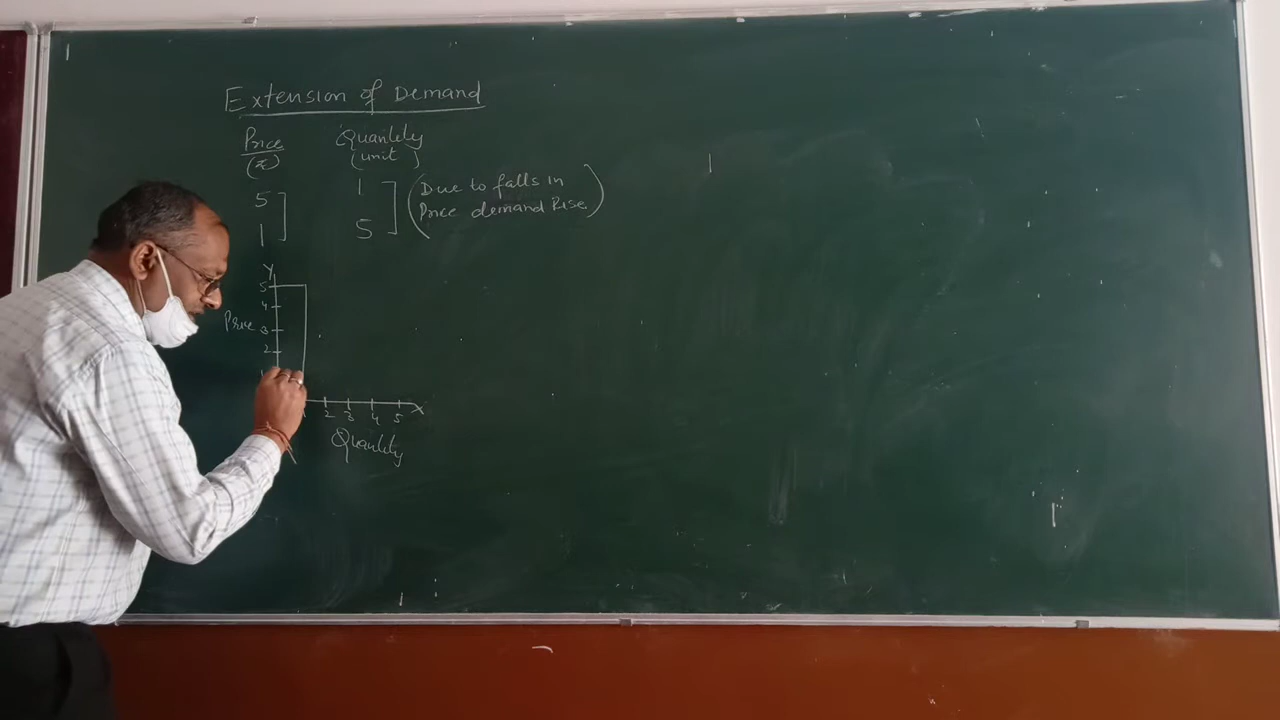 Extension of Demand
Price Quantity
(₹) (unit)
5 1 (Due to falls in
1 5 Price demand Rise)
Y
5
4
Price 3
2
2 3 4 5 X
Quantity